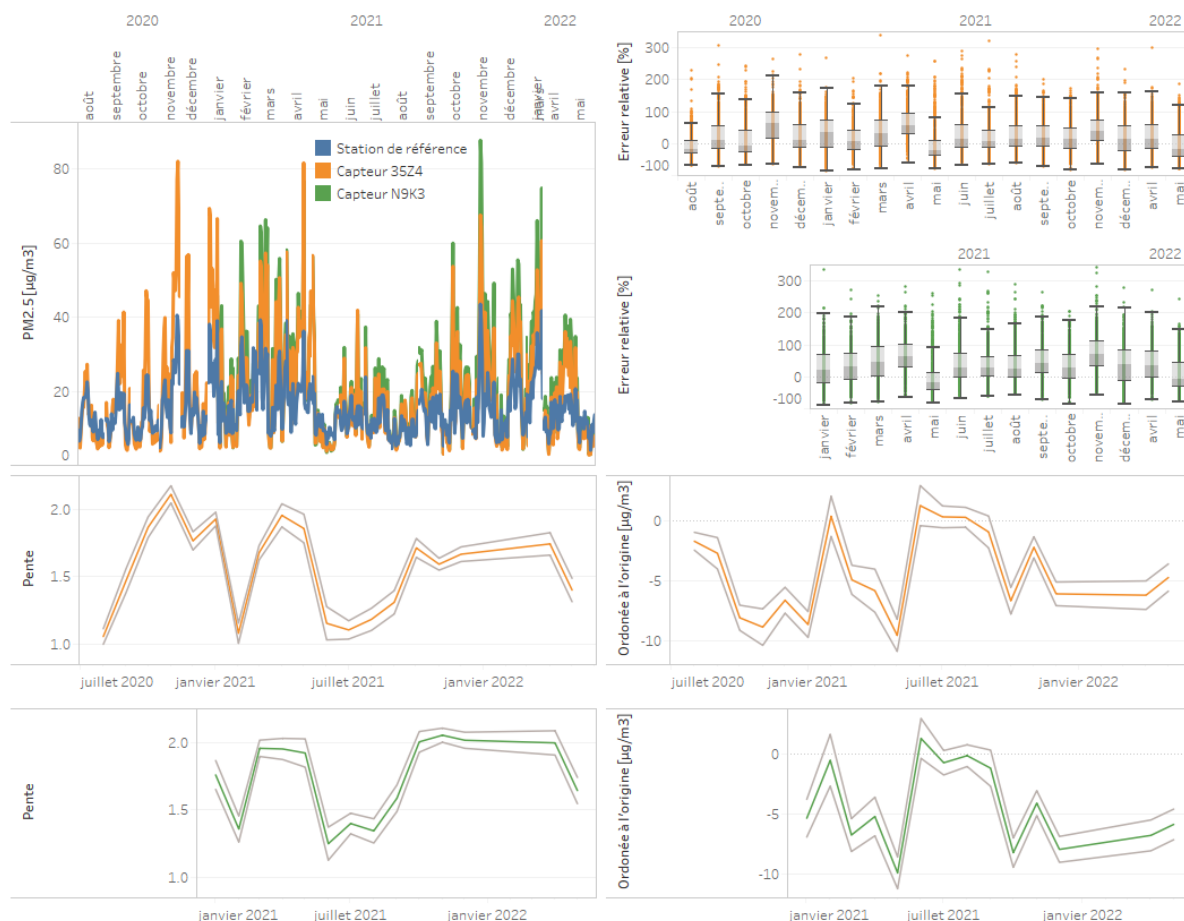 2020 2021 2022
août septembre octobre novembre décembre janvier février mars avril mai juin juillet août septembre octobre novembre décembre janvier avril mai
PM2.5 [µg/m3]
80
60
40
20
0
Station de référence
Capteur 35Z4
Capteur N9K3
2020 2021 2022
Erreur relative [%]
300
200
100
0
-100
août septe.. octobre novem.. décem.. janvier février mars avril mai juin juillet août septe.. octobre novem.. décem.. avril mai
2021 2022
Erreur relative [%]
300
200
100
0
-100
janvier février mars avril mai juin juillet août septe.. octobre novem.. décem.. avril mai
Pente
2.0
1.5
1.0
juillet 2020 janvier 2021 juillet 2021 janvier 2022
Ordonée à l'origine [µg/m3]
0
-5
-10
juillet 2020 janvier 2021 juillet 2021 janvier 2022
Pente
2.0
1.5
1.0
janvier 2021 juillet 2021 janvier 2022
Ordonée à l'origine [µg/m3]
0
-5
-10
janvier 2021 juillet 2021 janvier 2022